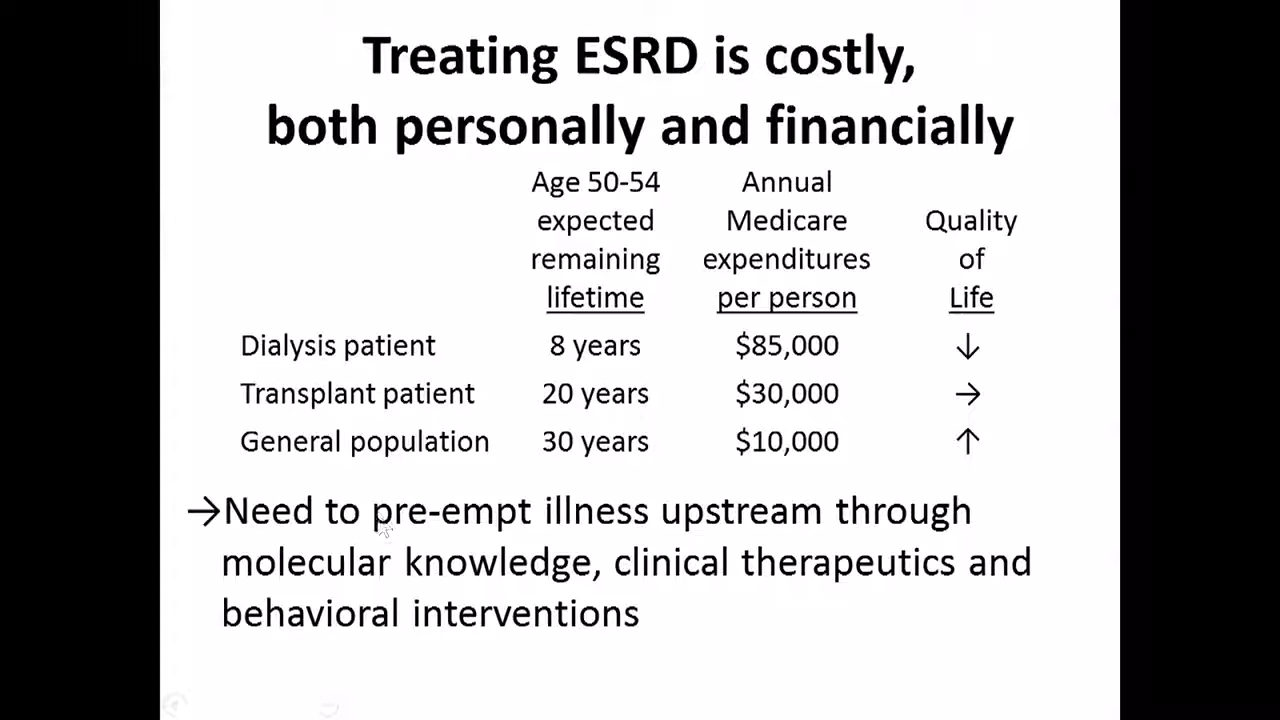 Treating ESRD is costly,
both personally and financially
Age 50-54 expected remaining lifetime
Annual Medicare expenditures per person
Quality of Life
Dialysis patient 8 years $85,000 ↓
Transplant patient 20 years $30,000 →
General population 30 years $10,000 ↑
→Need to pre-empt illness upstream through
molecular knowledge, clinical therapeutics and
behavioral interventions